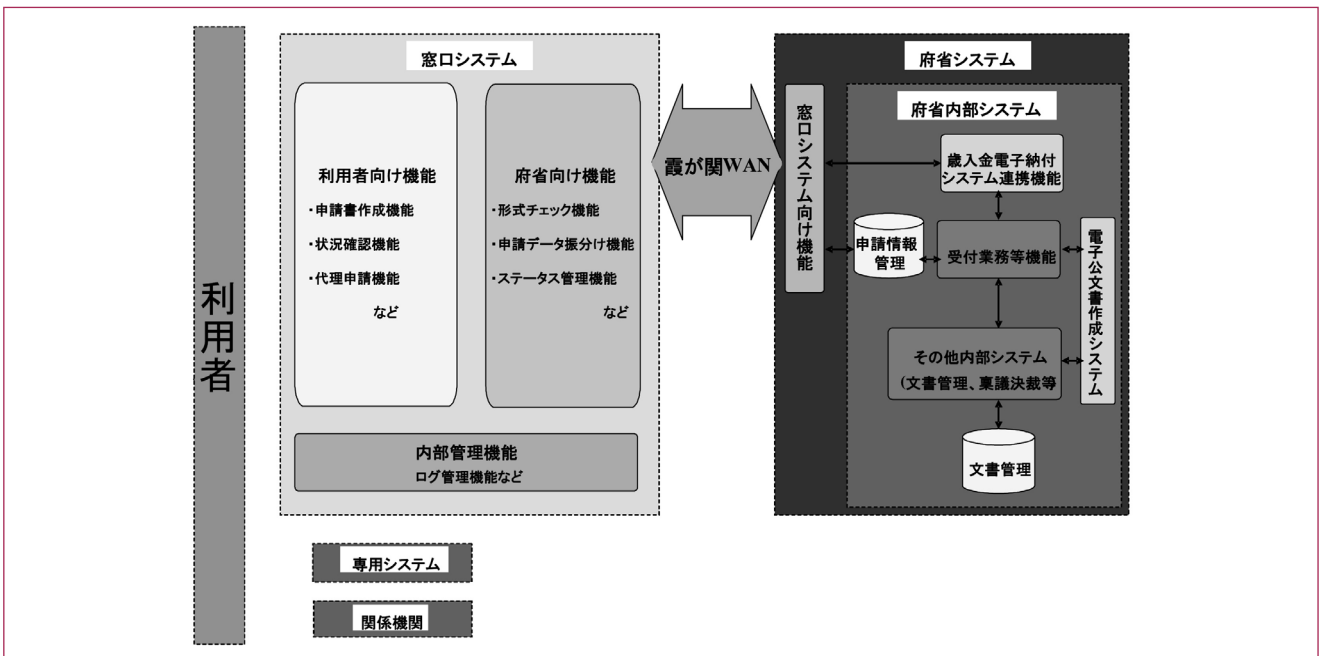 利用者
窓口システム
利用者向け機能
・申請書作成機能
・状況確認機能
・代理申請機能
など
府省向け機能
・形式チェック機能
・申請データ振分け機能
・ステータス管理機能
など
内部管理機能
ログ管理機能など
専用システム
関係機関
霞が関WAN
府省システム
窓口システム向け機能
府省内部システム
歳入金電子納付
システム連携機能
申請情報
管理
受付業務等機能
電子公文書作成システム
その他内部システム
(文書管理、稟議決裁等
文書管理